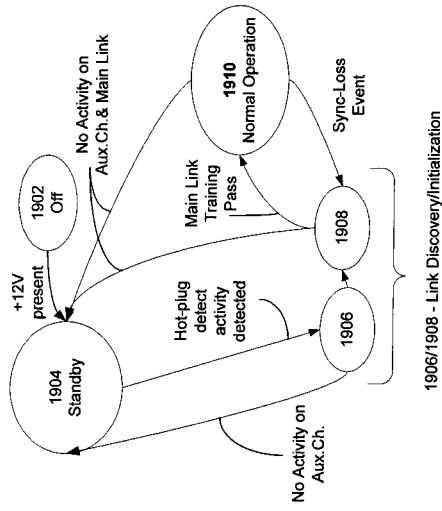 1902
Off
+12V
present
1904
Standby
No Activity on
Aux.Ch.& Main Link
1910
Normal Operation
Hot-plug
detect
activity
detected
Main Link
Training
Pass
Sync-Loss
Event
1906
1908
No Activity on
Aux.Ch.
1906/1908 - Link Discovery/Initialization